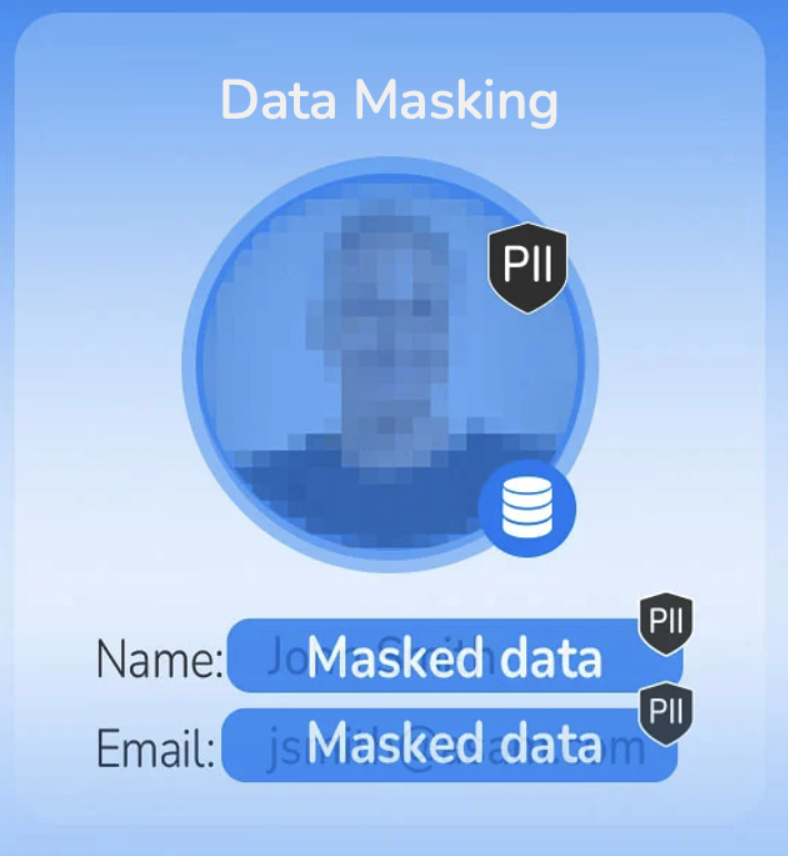 Data Masking
PII
Name: Masked data PII
Email: Masked data PII